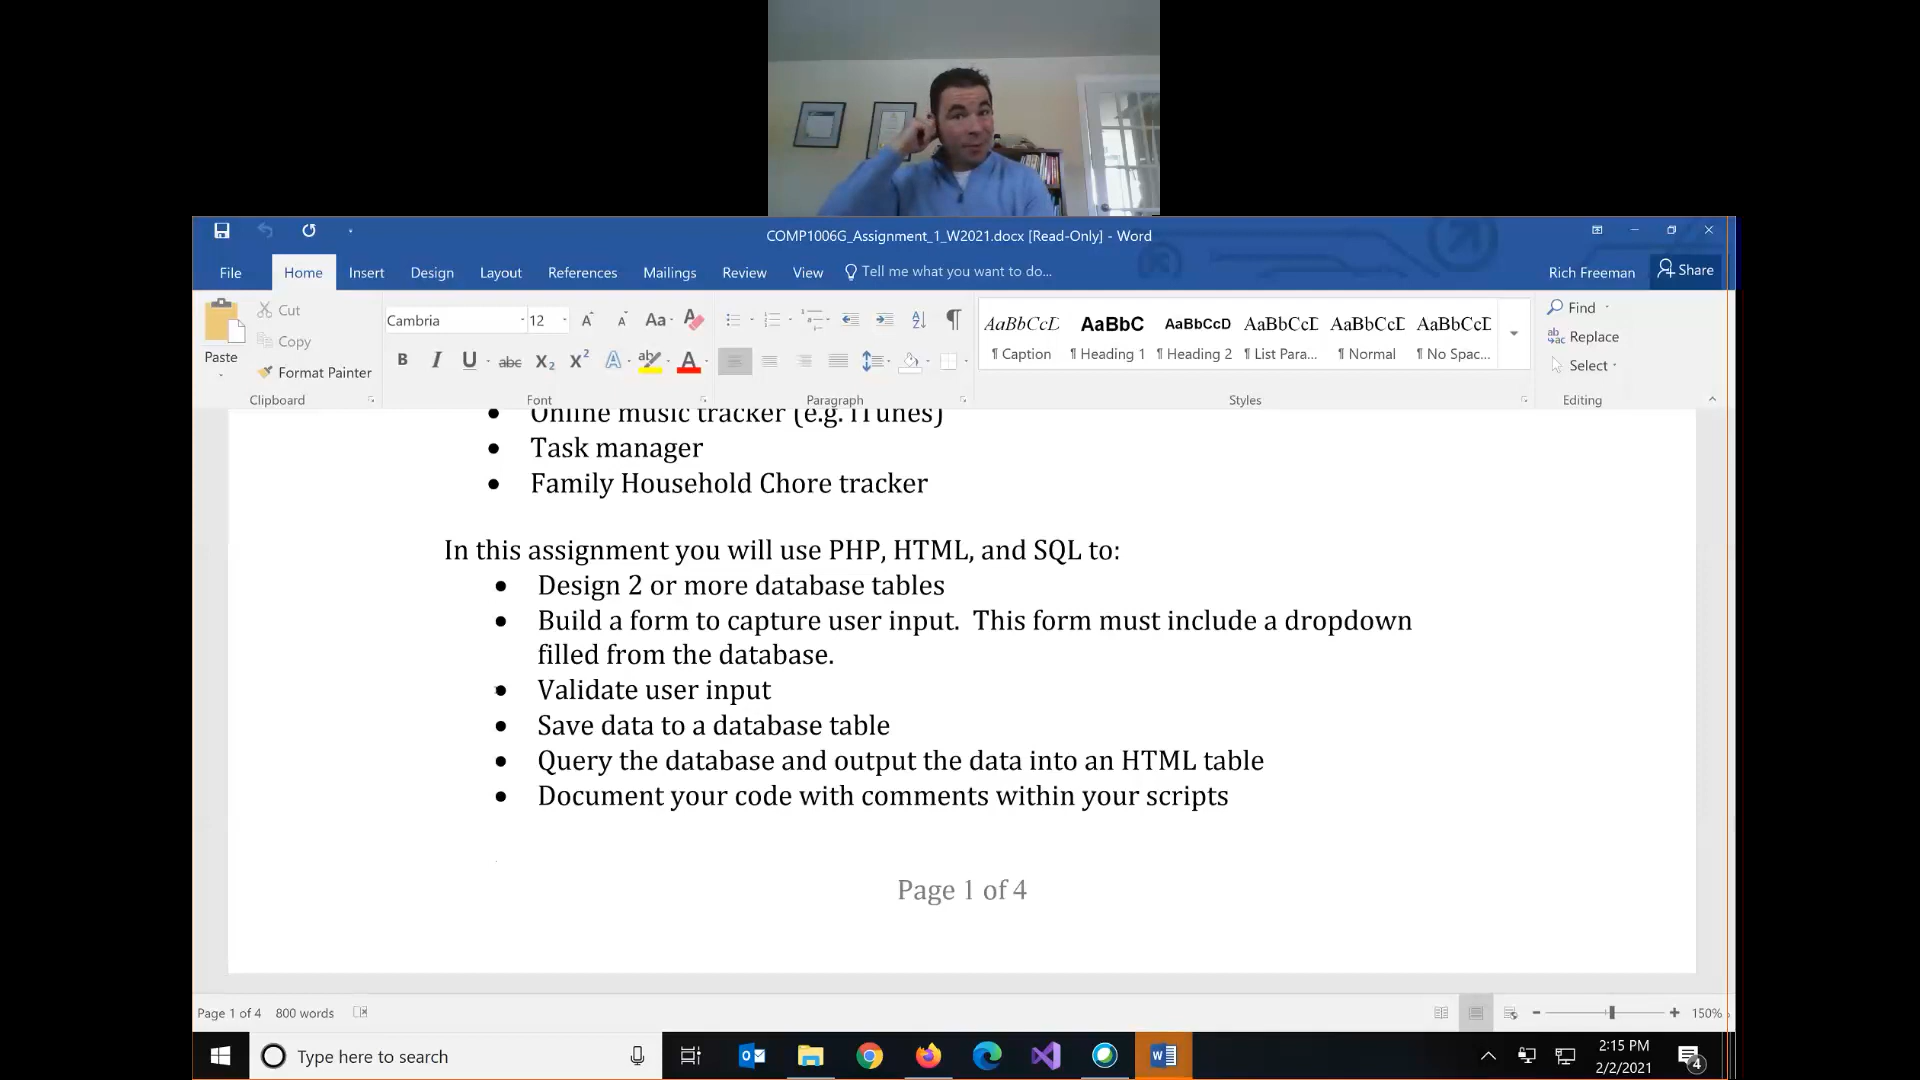 COMP1006G_Assignment_1_W2021.docx [Read-Only] - Word
File Home Insert Design Layout References Mailings Review View Tell me what you want to do... Rich Freeman Share
Paste
Cut
Copy
Format Painter
Clipboard
Cambria 12
Font
Paragraph
AaBbCcD AaBbC AaBbCcD AaBbCcD AaBbCcD AaBbCcD
¶ Caption ¶ Heading 1 ¶ Heading 2 ¶ List Para... ¶ Normal ¶ No Spac...
Styles
Find
Replace
Select
Editing
• Online music tracker (e.g. iTunes)
• Task manager
• Family Household Chore tracker
In this assignment you will use PHP, HTML, and SQL to:
• Design 2 or more database tables
• Build a form to capture user input. This form must include a dropdown
filled from the database.
• Validate user input
• Save data to a database table
• Query the database and output the data into an HTML table
• Document your code with comments within your scripts
Page 1 of 4
Page 1 of 4 800 words 150%
Type here to search
2:15 PM
2/2/2021
4